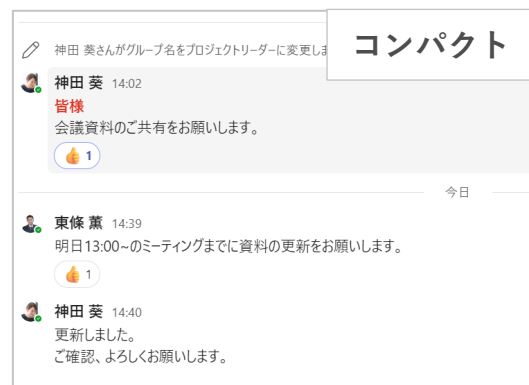 コンパクト
神田 葵さんがグループ名をプロジェクトリーダーに変更しま
神田 葵 14:02
皆様
会議資料のご共有をお願いします。
1
今日
東條 薫 14:39
明日13:00~のミーティングまでに資料の更新をお願いします。
1
神田 葵 14:40
更新しました。
ご確認、よろしくお願いします。